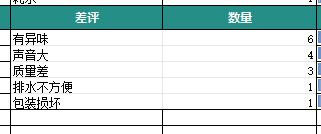 差评 数量
有异味 6
声音大 4
质量差 3
排水不方便 1
包装损坏 1